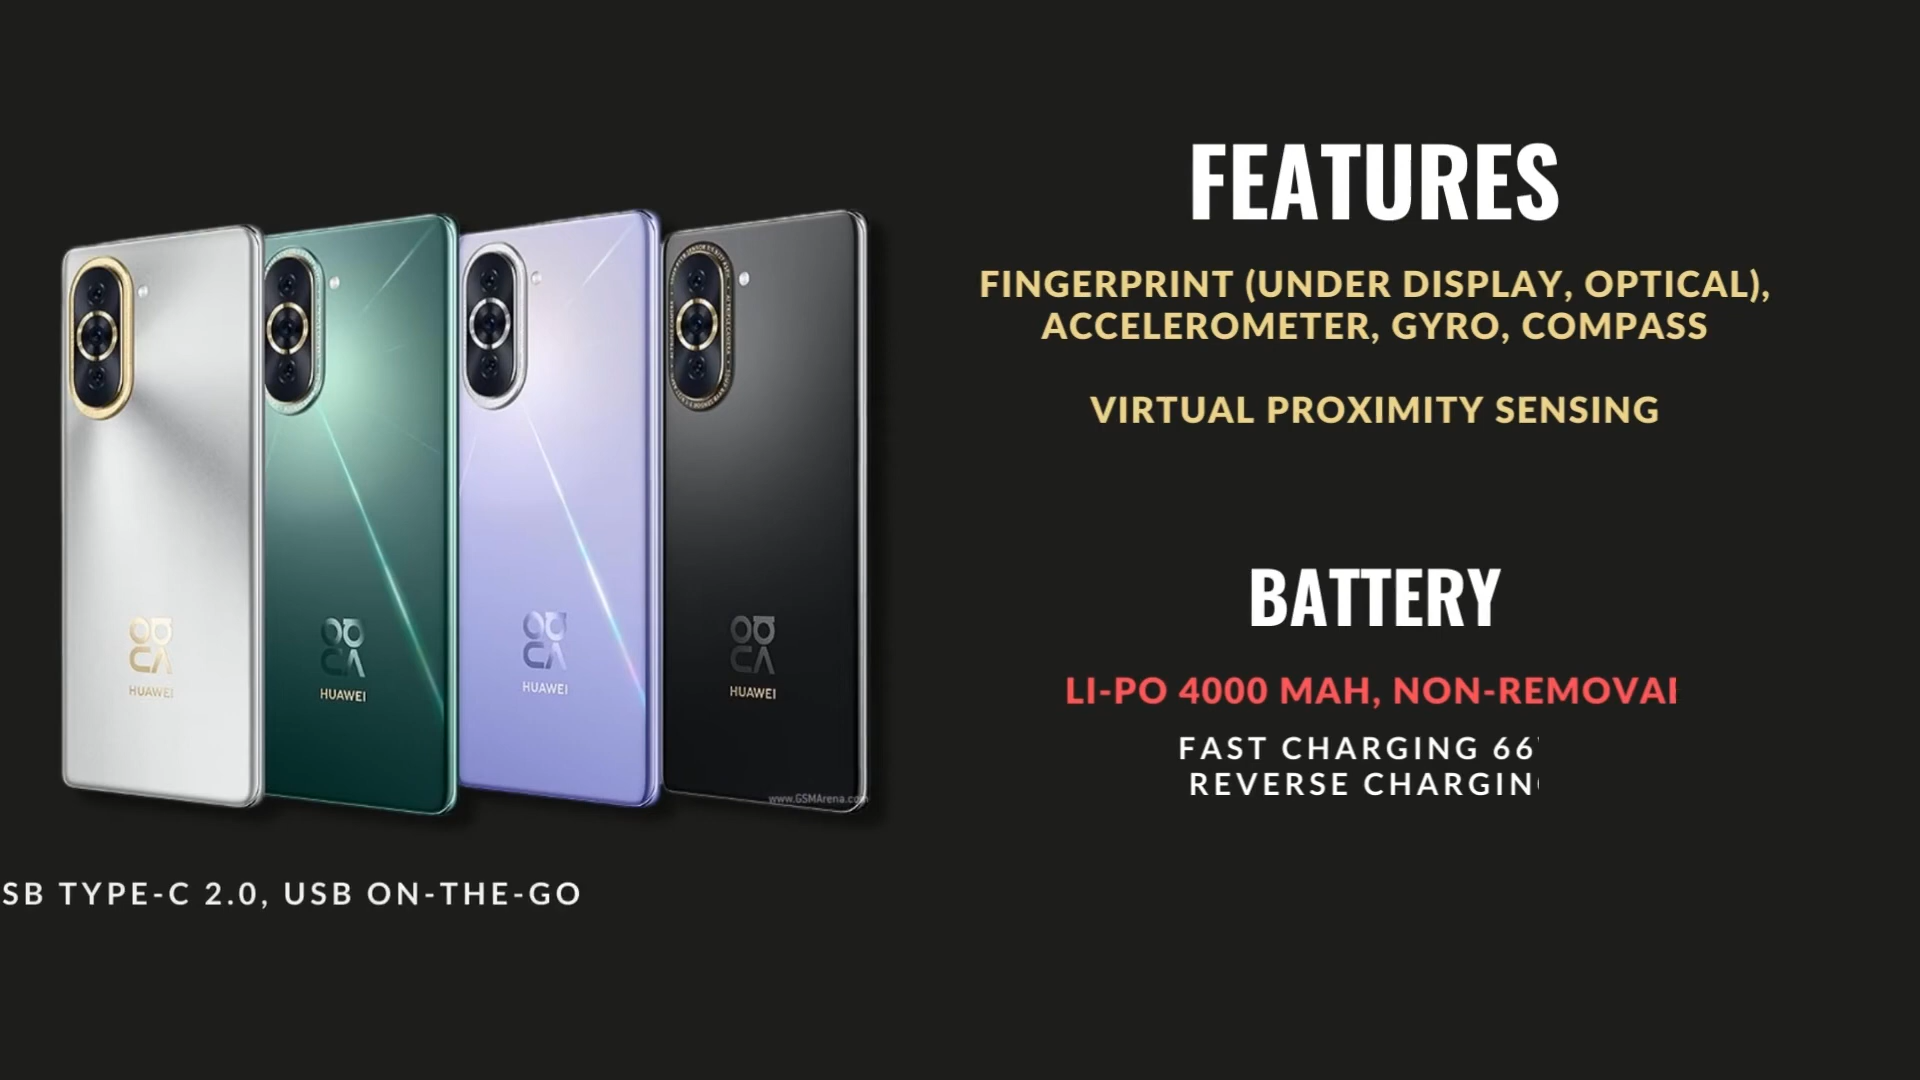 FEATURES
FINGERPRINT (UNDER DISPLAY, OPTICAL),
ACCELEROMETER, GYRO, COMPASS
VIRTUAL PROXIMITY SENSING
BATTERY
LI-PO 4000 MAH, NON-REMOVA
FAST CHARGING 66
REVERSE CHARGIN
HUAWEI
HUAWEI
HUAWEI
HUAWEI
www.GSMArena.com
SB TYPE-C 2.0, USB ON-THE-GO